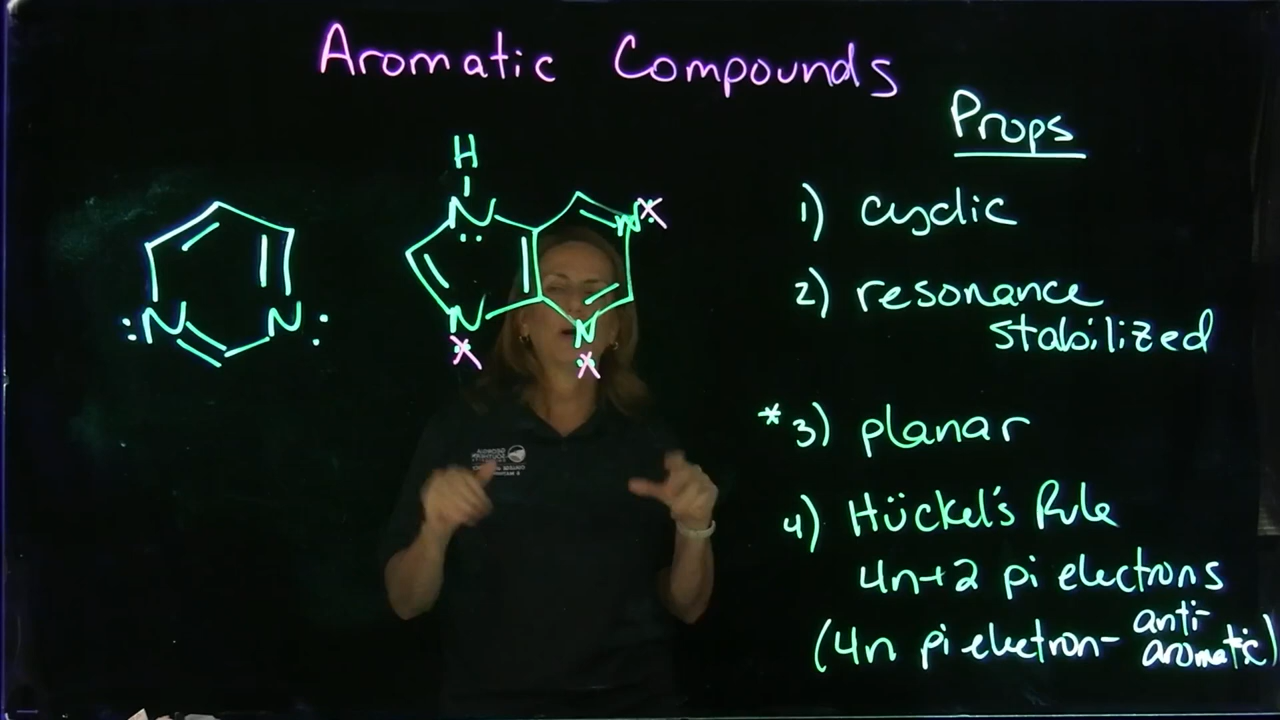 Aromatic Compounds
Props
1) cyclic
2) resonance
stabilized
*3) planar
4) Hückel's Rule
4n+2 pi electrons
(4n pi electron- anti-
aromatic)
H
N
N
N
N
:N
N: